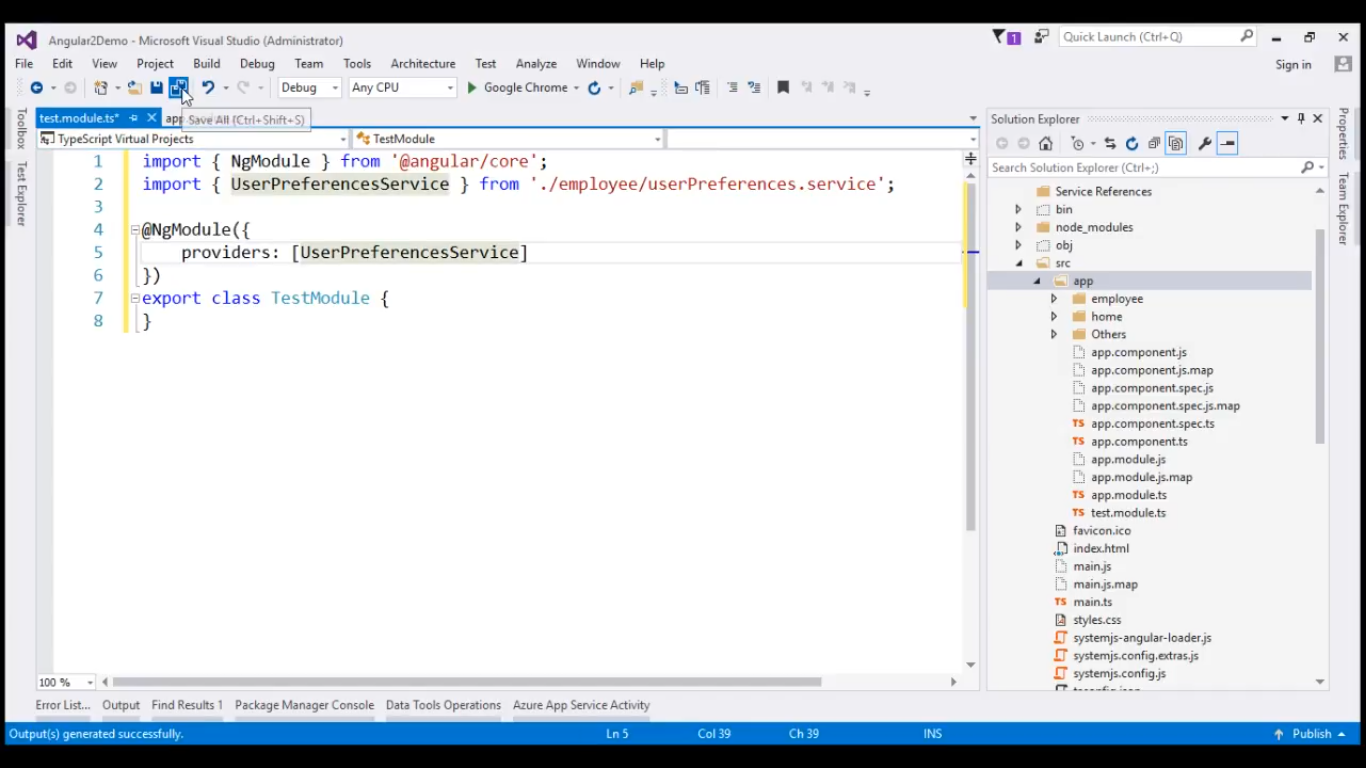 Angular2Demo - Microsoft Visual Studio (Administrator)
1
Quick Launch (Ctrl+Q)
File Edit View Project Build Debug Team Tools Architecture Test Analyze Window Help
Sign in
Debug Any CPU Google Chrome
test.module.ts*
app
Save All (Ctrl+Shift+S)
TypeScript Virtual Projects
TestModule
Toolbox
Test Explorer
1 import { NgModule } from '@angular/core';
2 import { UserPreferencesService } from './employee/userPreferences.service';
3
4 @NgModule({
5 providers: [UserPreferencesService]
6 })
7 export class TestModule {
8 }
100 %
Solution Explorer
Search Solution Explorer (Ctrl+;)
Service References
bin
node_modules
obj
src
app
employee
home
Others
app.component.js
app.component.js.map
app.component.spec.js
app.component.spec.js.map
TS app.component.spec.ts
TS app.component.ts
app.module.js
app.module.js.map
TS app.module.ts
TS test.module.ts
favicon.ico
index.html
main.js
main.js.map
TS main.ts
styles.css
systemjs-angular-loader.js
systemjs.config.extras.js
systemjs.config.js
Properties
Team Explorer
Error List... Output Find Results 1 Package Manager Console Data Tools Operations Azure App Service Activity
Output(s) generated successfully. Ln 5 Col 39 Ch 39 INS Publish